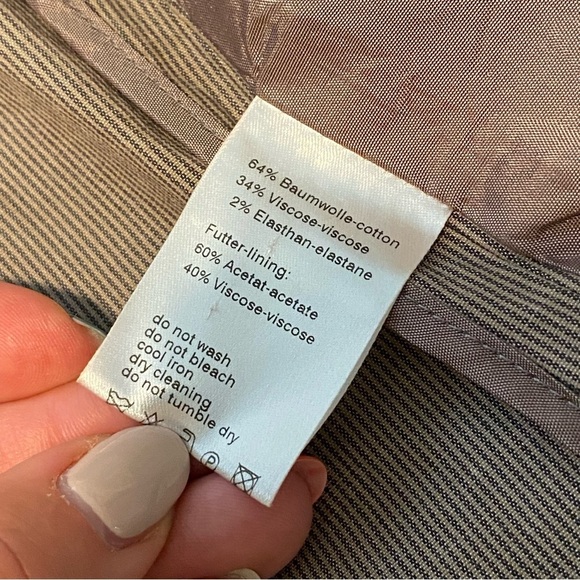 64% Baumwolle-cotton
34% Viscose-viscose
2% Elasthan-elastane
Futter-lining:
60% Acetat-acetate
40% Viscose-viscose
do not wash
do not bleach
cool iron
dry cleaning
do not tumble dry
P